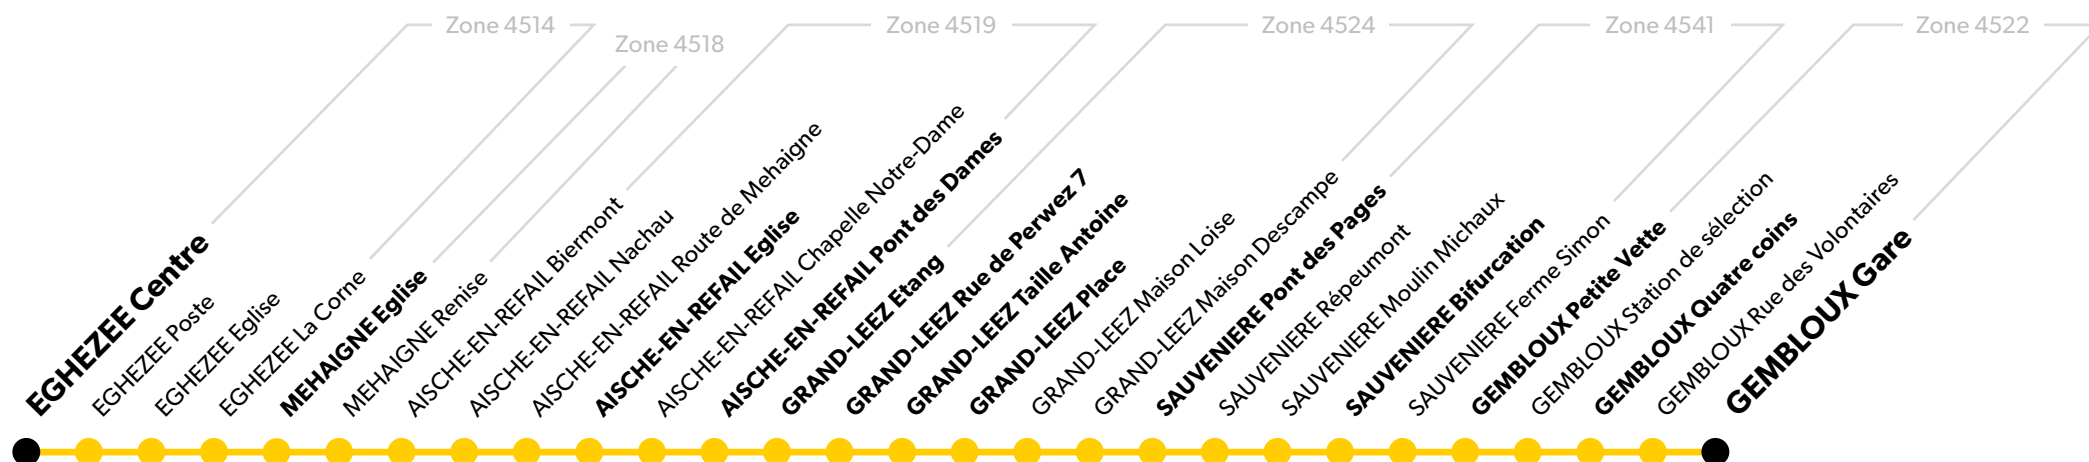 Zone 4514
Zone 4518
Zone 4519
Zone 4524
Zone 4541
Zone 4522
EGHEZEE Centre
EGHEZEE Poste
EGHEZEE Eglise
EGHEZEE La Corne
MEHAIGNE Eglise
MEHAIGNE Renise
AISCHE-EN-REFAIL Biermont
AISCHE-EN-REFAIL Nachau
AISCHE-EN-REFAIL Route de Mehaigne
AISCHE-EN-REFAIL Eglise
AISCHE-EN-REFAIL Chapelle Notre-Dame
AISCHE-EN-REFAIL Pont des Dames
GRAND-LEEZ Etang
GRAND-LEEZ Rue de Perwez 7
GRAND-LEEZ Taille Antoine
GRAND-LEEZ Place
GRAND-LEEZ Maison Loise
GRAND-LEEZ Maison Descampe
SAUVENIERE Pont des Pages
SAUVENIERE Répeumont
SAUVENIERE Moulin Michaux
SAUVENIERE Bifurcation
SAUVENIERE Ferme Simon
GEMBLOUX Petite Vette
GEMBLOUX Station de sélection
GEMBLOUX Quatre coins
GEMBLOUX Rue des Volontaires
GEMBLOUX Gare